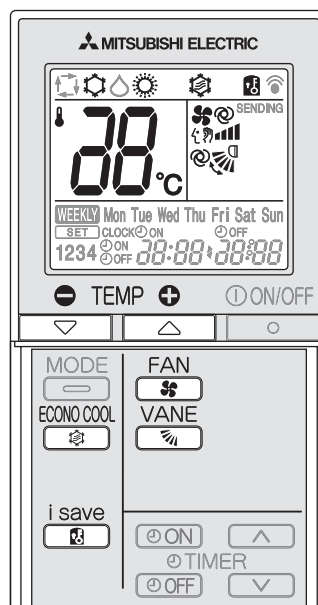 MITSUBISHI ELECTRIC
SENDING
°C
WEEKLY Mon Tue Wed Thu Fri Sat Sun
SET CLOCK ON OFF
1234 ON OFF 88:88 88:88
TEMP ON/OFF
MODE FAN
ECONO COOL VANE
i save
ON
TIMER
OFF